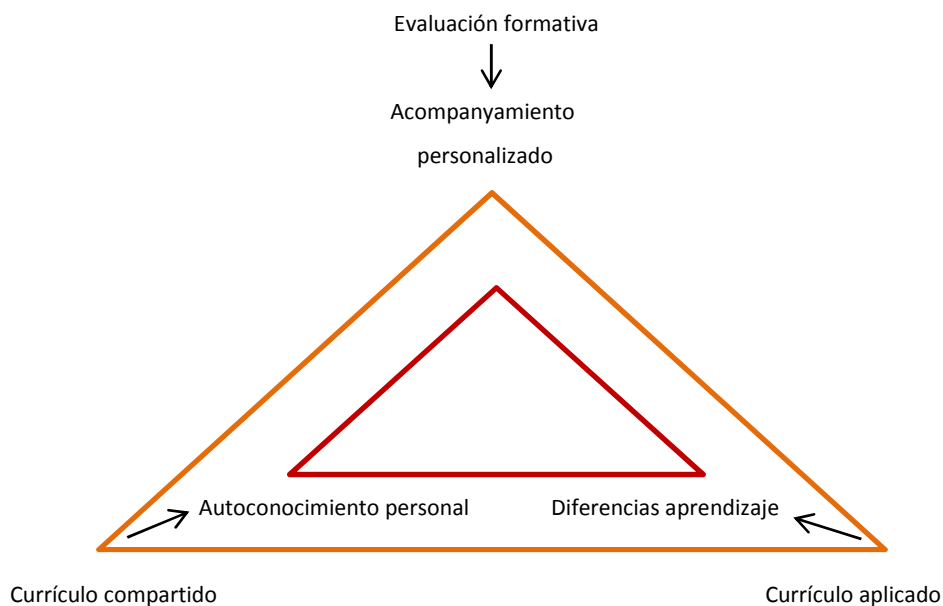 Evaluación formativa
Acompanyamiento
personalizado
Autoconocimiento personal
Diferencias aprendizaje
Currículo compartido
Currículo aplicado